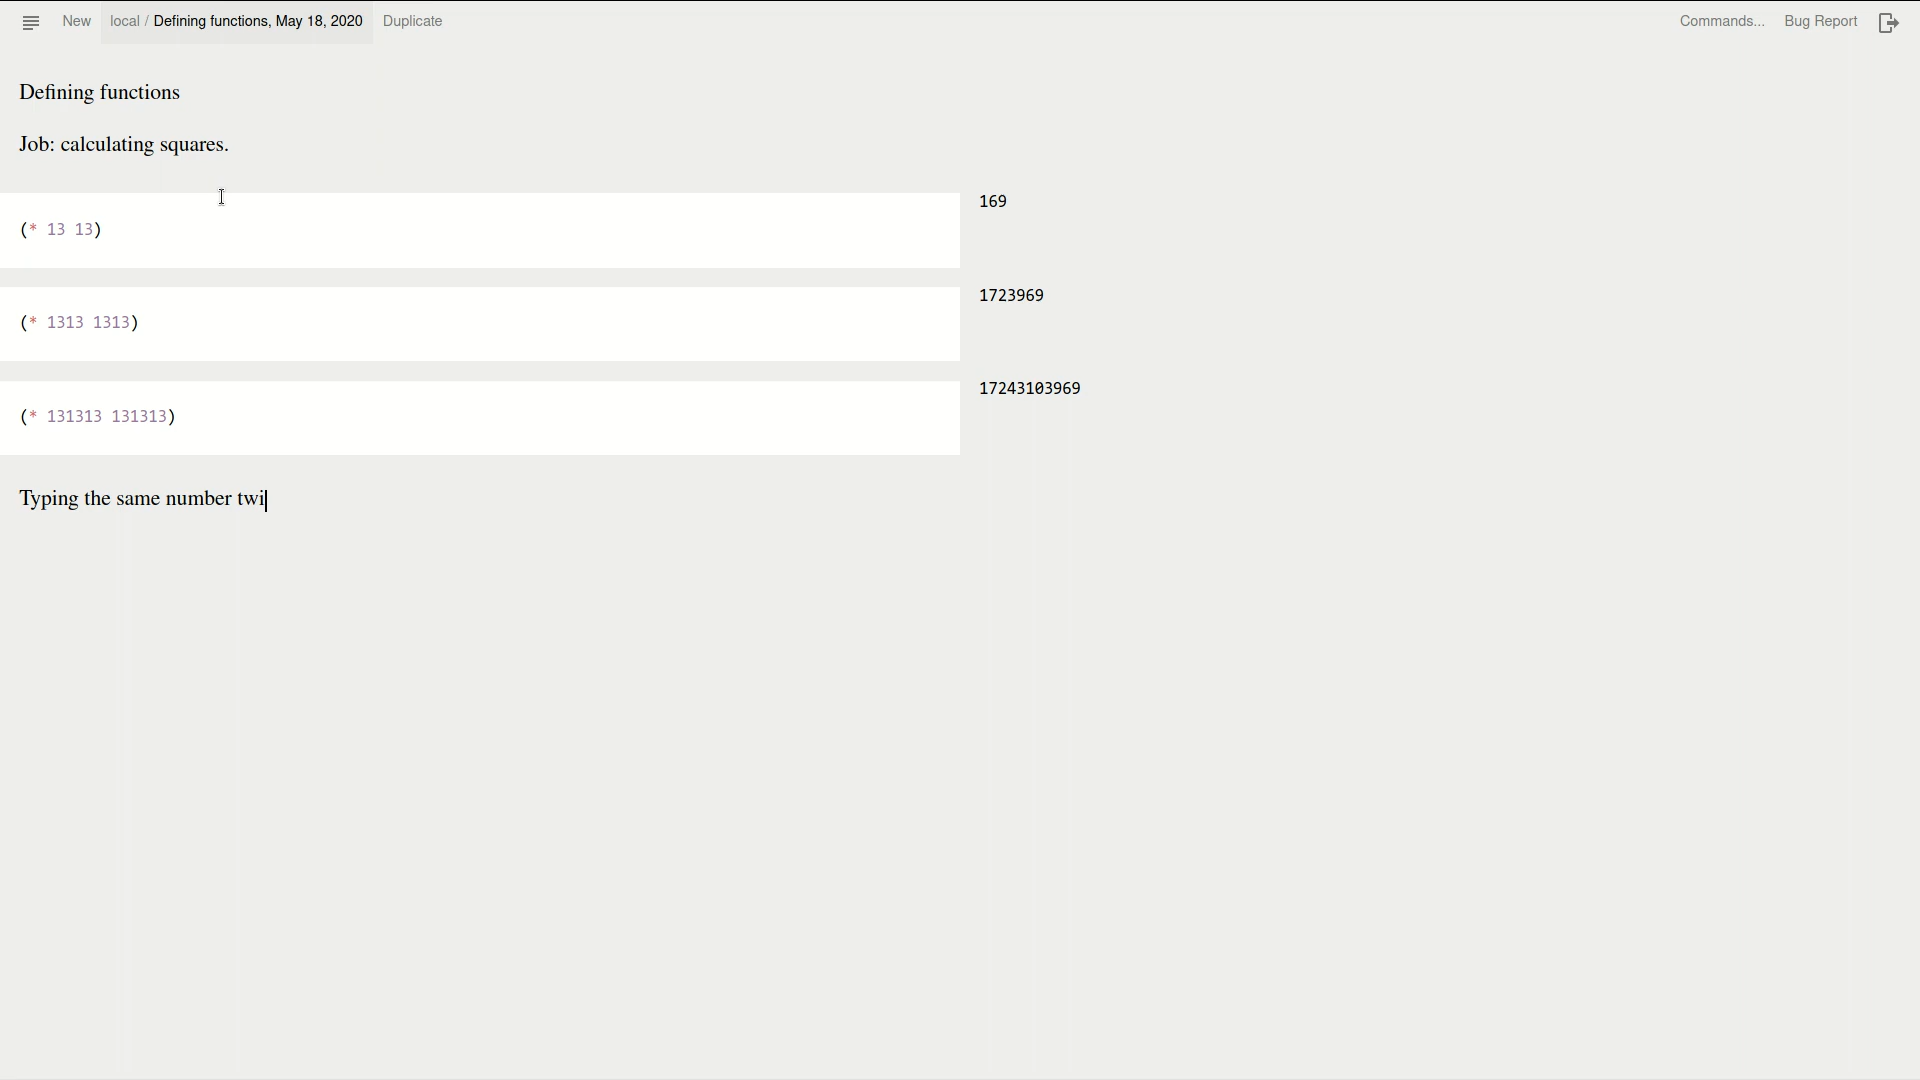 New local / Defining functions, May 18, 2020 Duplicate Commands... Bug Report
Defining functions
Job: calculating squares.
(* 13 13)
169
(* 1313 1313)
1723969
(* 131313 131313)
17243103969
Typing the same number twi